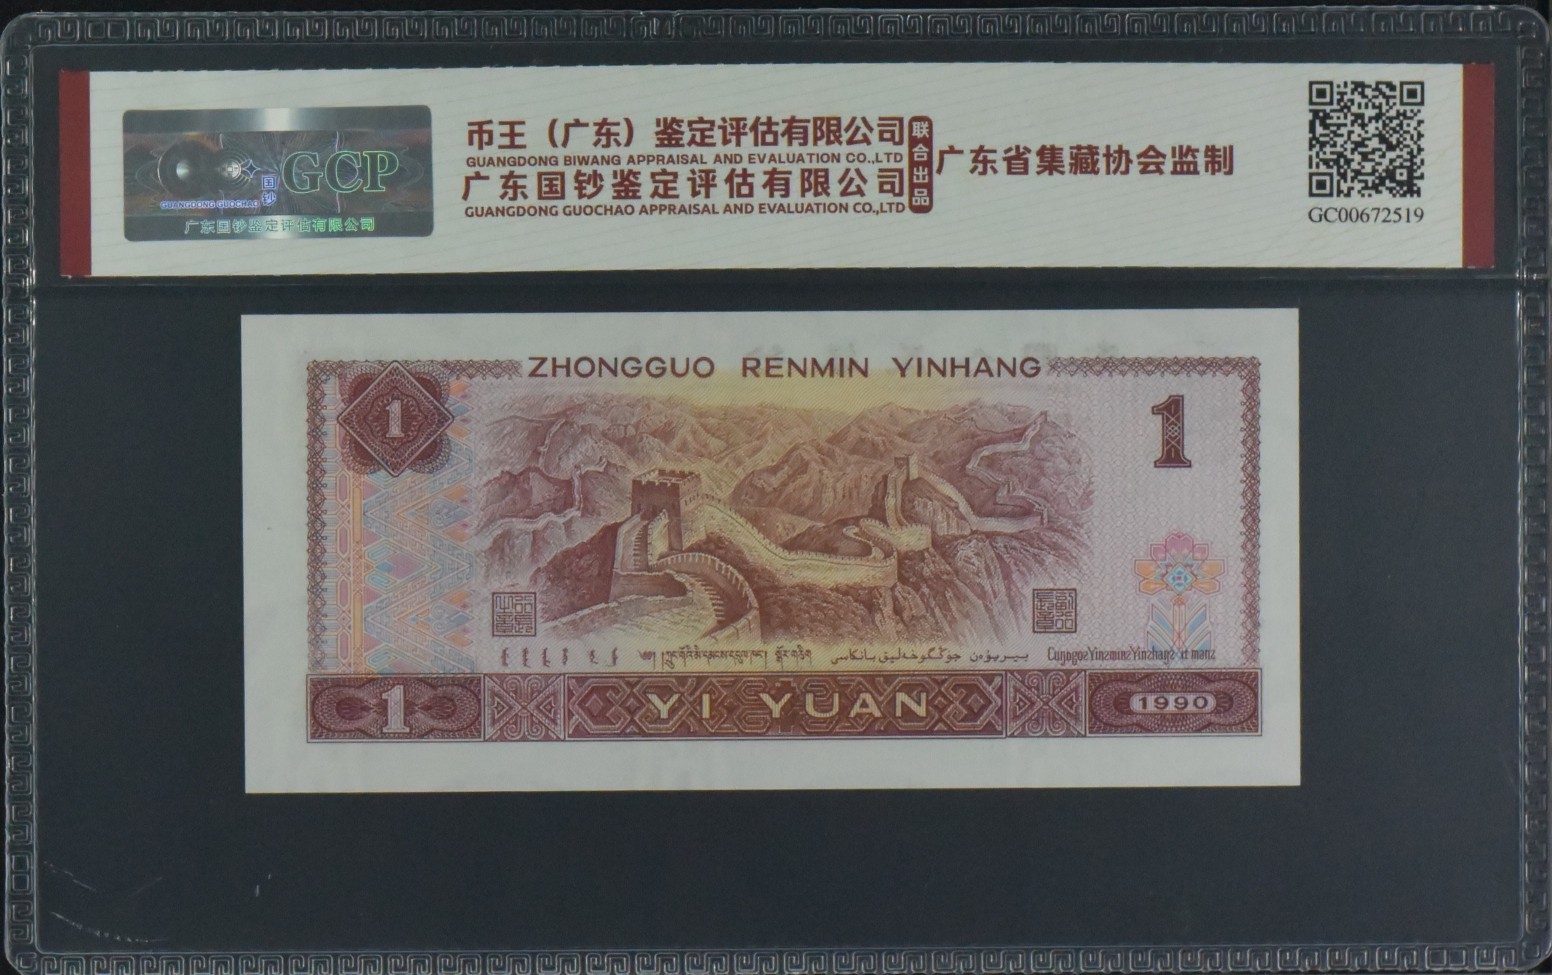 国钞
GCP
GUANGDONG GUOCHAO
广东国钞鉴定评估有限公司
币王（广东）鉴定评估有限公司
GUANGDONG BIWANG APPRAISAL AND EVALUATION CO.,LTD
广东国钞鉴定评估有限公司
GUANGDONG GUOCHAO APPRAISAL AND EVALUATION CO.,LTD
联合出品
广东省集藏协会监制
GC00672519
ZHONGGUO RENMIN YINHANG
1
1
1
YI YUAN
1990